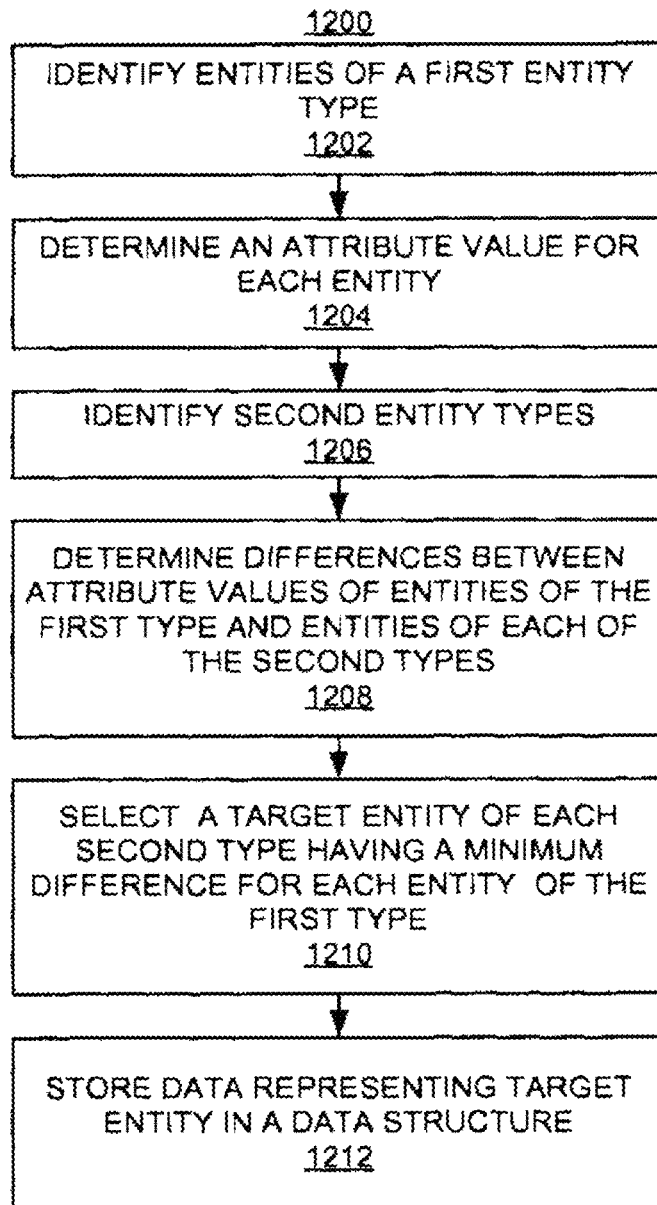 1200
IDENTIFY ENTITIES OF A FIRST ENTITY
TYPE
1202
DETERMINE AN ATTRIBUTE VALUE FOR
EACH ENTITY
1204
IDENTIFY SECOND ENTITY TYPES
1206
DETERMINE DIFFERENCES BETWEEN
ATTRIBUTE VALUES OF ENTITIES OF THE
FIRST TYPE AND ENTITIES OF EACH OF
THE SECOND TYPES
1208
SELECT A TARGET ENTITY OF EACH
SECOND TYPE HAVING A MINIMUM
DIFFERENCE FOR EACH ENTITY OF THE
FIRST TYPE
1210
STORE DATA REPRESENTING TARGET
ENTITY IN A DATA STRUCTURE
1212